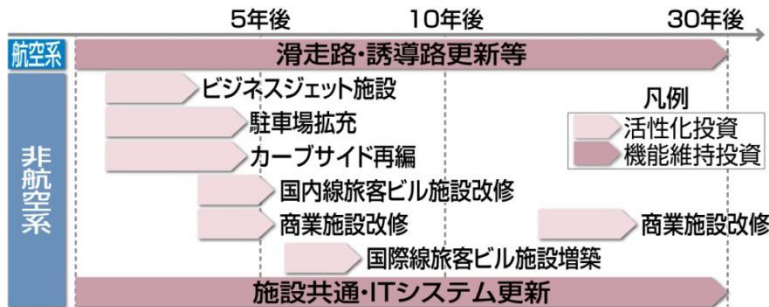 5年後
10年後
30年後
航空系
滑走路・誘導路更新等
ビジネスジェット施設
凡例
駐車場拡充
活性化投資
カーブサイド再編
機能維持投資
非航空系
国内線旅客ビル施設改修
商業施設改修
商業施設改修
国際線旅客ビル施設増築
施設共通・ITシステム更新